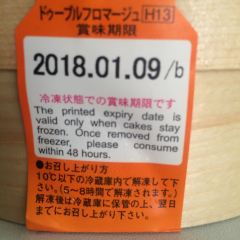 ドゥーブルフロマージュ H13
賞味期限
2018.01.09/b
冷凍状態での賞味期限です
The printed expiry date is
valid only when cakes stay
frozen. Once removed from
freezer, please consume
within 48 hours.
●お召し上がり方
10℃以下の冷蔵庫内で解凍して下
さい。(5〜8時間で解凍されます。)
解凍後は冷蔵庫に保管の上、翌日
までにお召し上がり下さい。